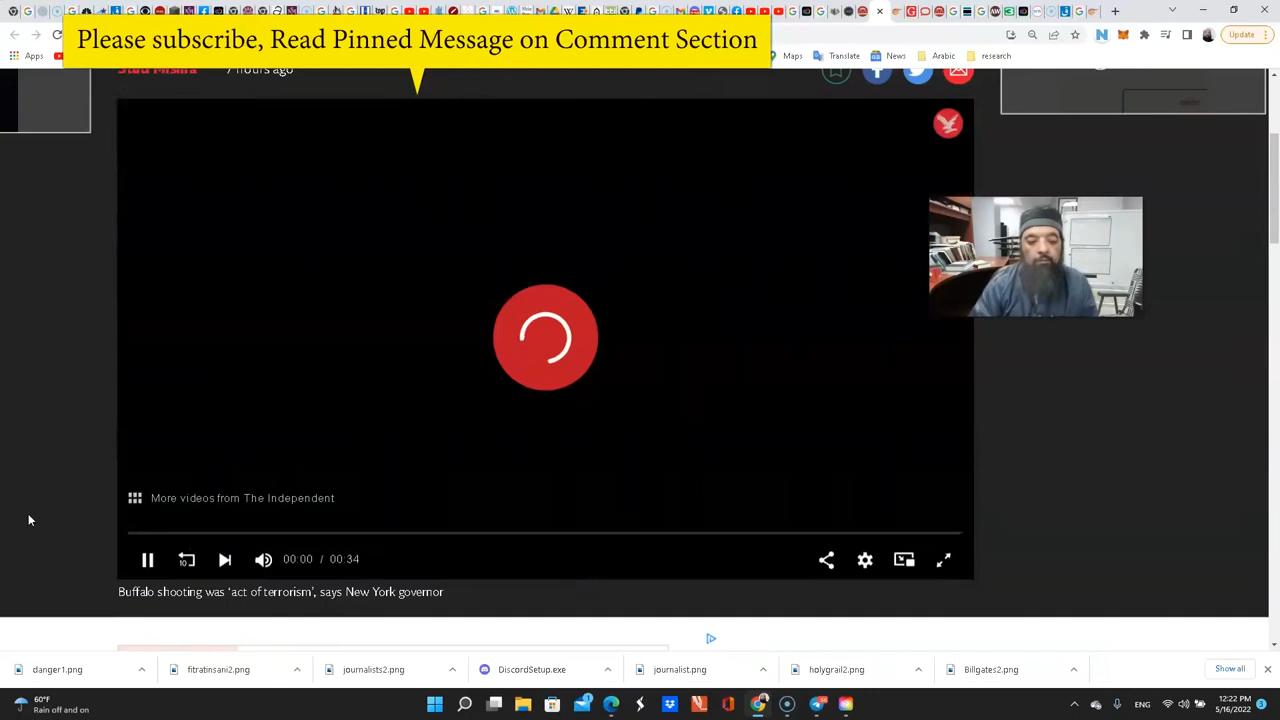 Please subscribe, Read Pinned Message on Comment Section
Update
Apps
Maps
Translate
News
Arabic
research
7 hours ago
More videos from The Independent
10
00:00 / 00:34
Buffalo shooting was ‘act of terrorism’, says New York governor
danger1.png
fitratinsani2.png
journalists2.png
DiscordSetup.exe
journalist.png
holygrail2.png
Billgates2.png
Show all
60°F
Rain off and on
ENG
12:22 PM
5/16/2022